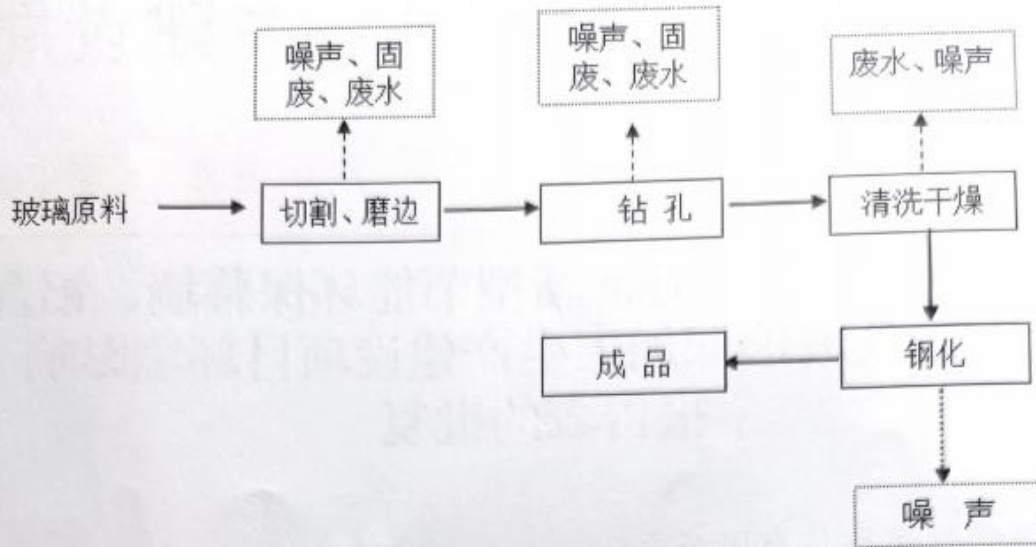 噪声、固
废、废水
噪声、固
废、废水
废水、噪声
玻璃原料
切割、磨边
钻 孔
清洗干燥
成 品
钢化
噪 声